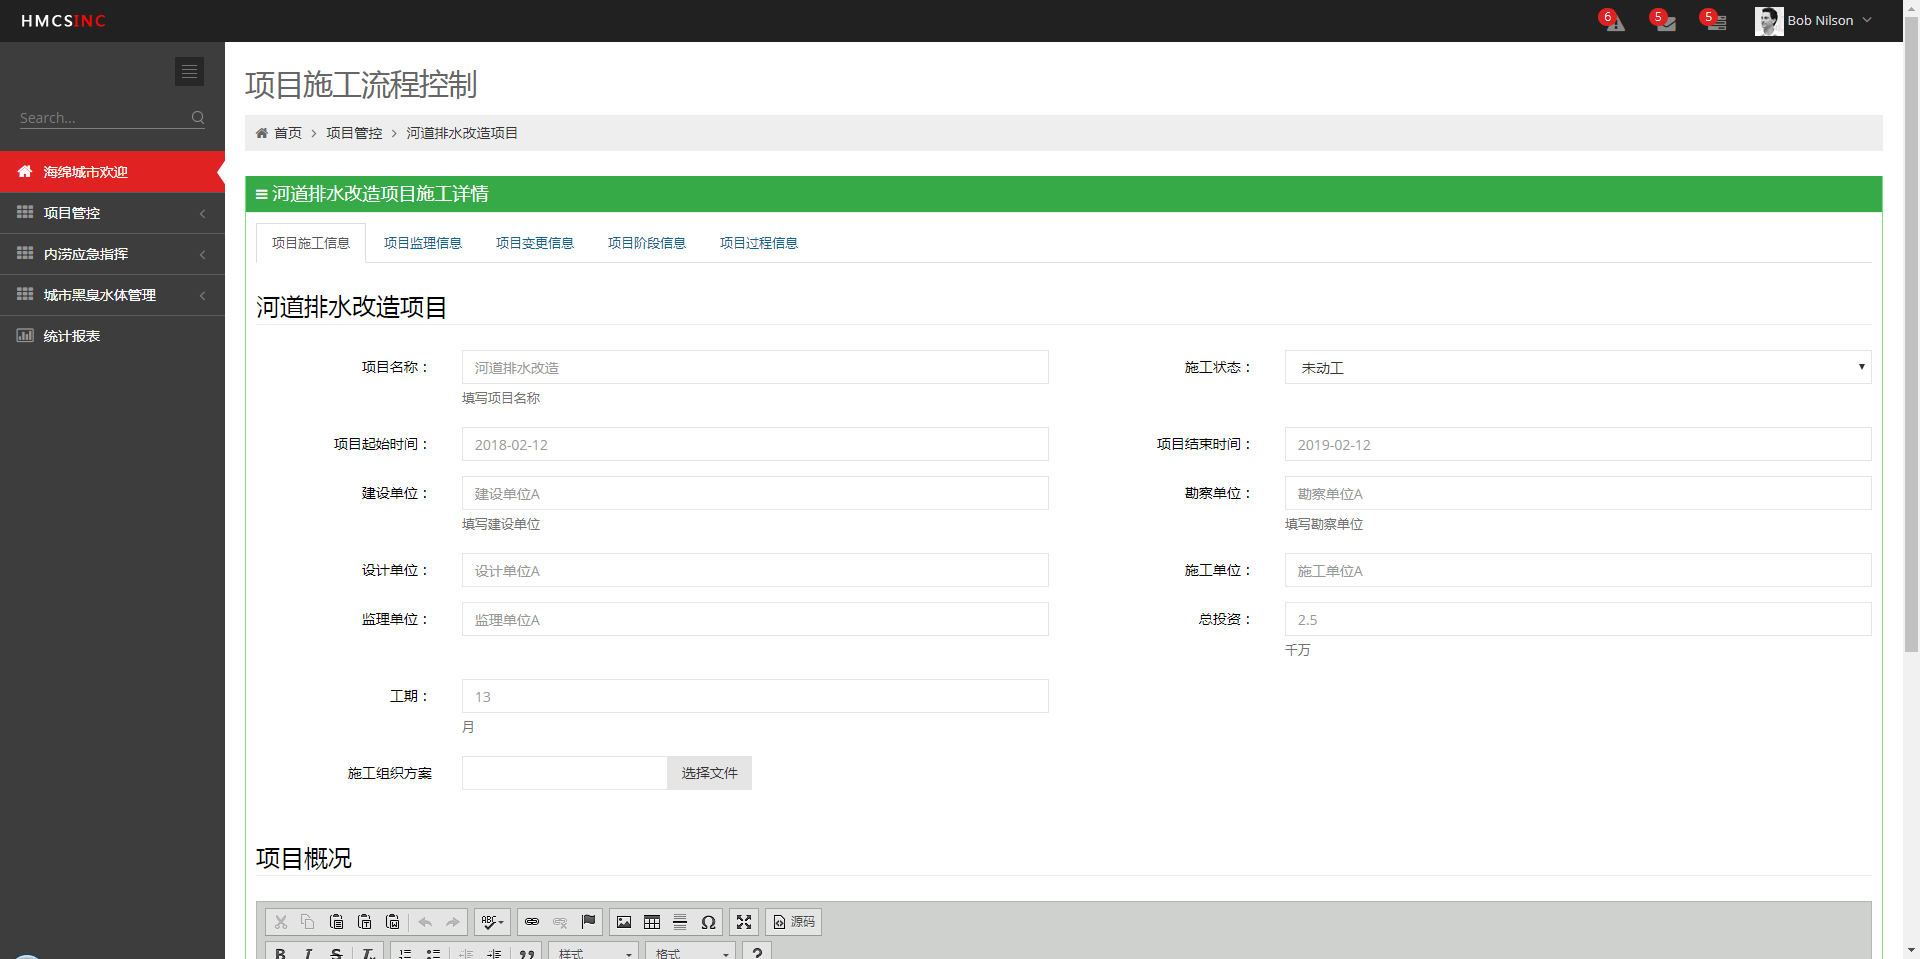 HMCSINC
6
5
5
Bob Nilson
Search...
海绵城市欢迎
项目管控
内涝应急指挥
城市黑臭水体管理
统计报表
项目施工流程控制
首页 > 项目管控 > 河道排水改造项目
河道排水改造项目施工详情
项目施工信息 项目监理信息 项目变更信息 项目阶段信息 项目过程信息
河道排水改造项目
项目名称： 河道排水改造 施工状态： 未动工
填写项目名称
项目起始时间： 2018-02-12 项目结束时间： 2019-02-12
建设单位： 建设单位A 勘察单位： 勘察单位A
填写建设单位 填写勘察单位
设计单位： 设计单位A 施工单位： 施工单位A
监理单位： 监理单位A 总投资： 2.5
千万
工期： 13
月
施工组织方案 选择文件
项目概况
ABC Ω 源码
B I S Tx 样式 格式 ?